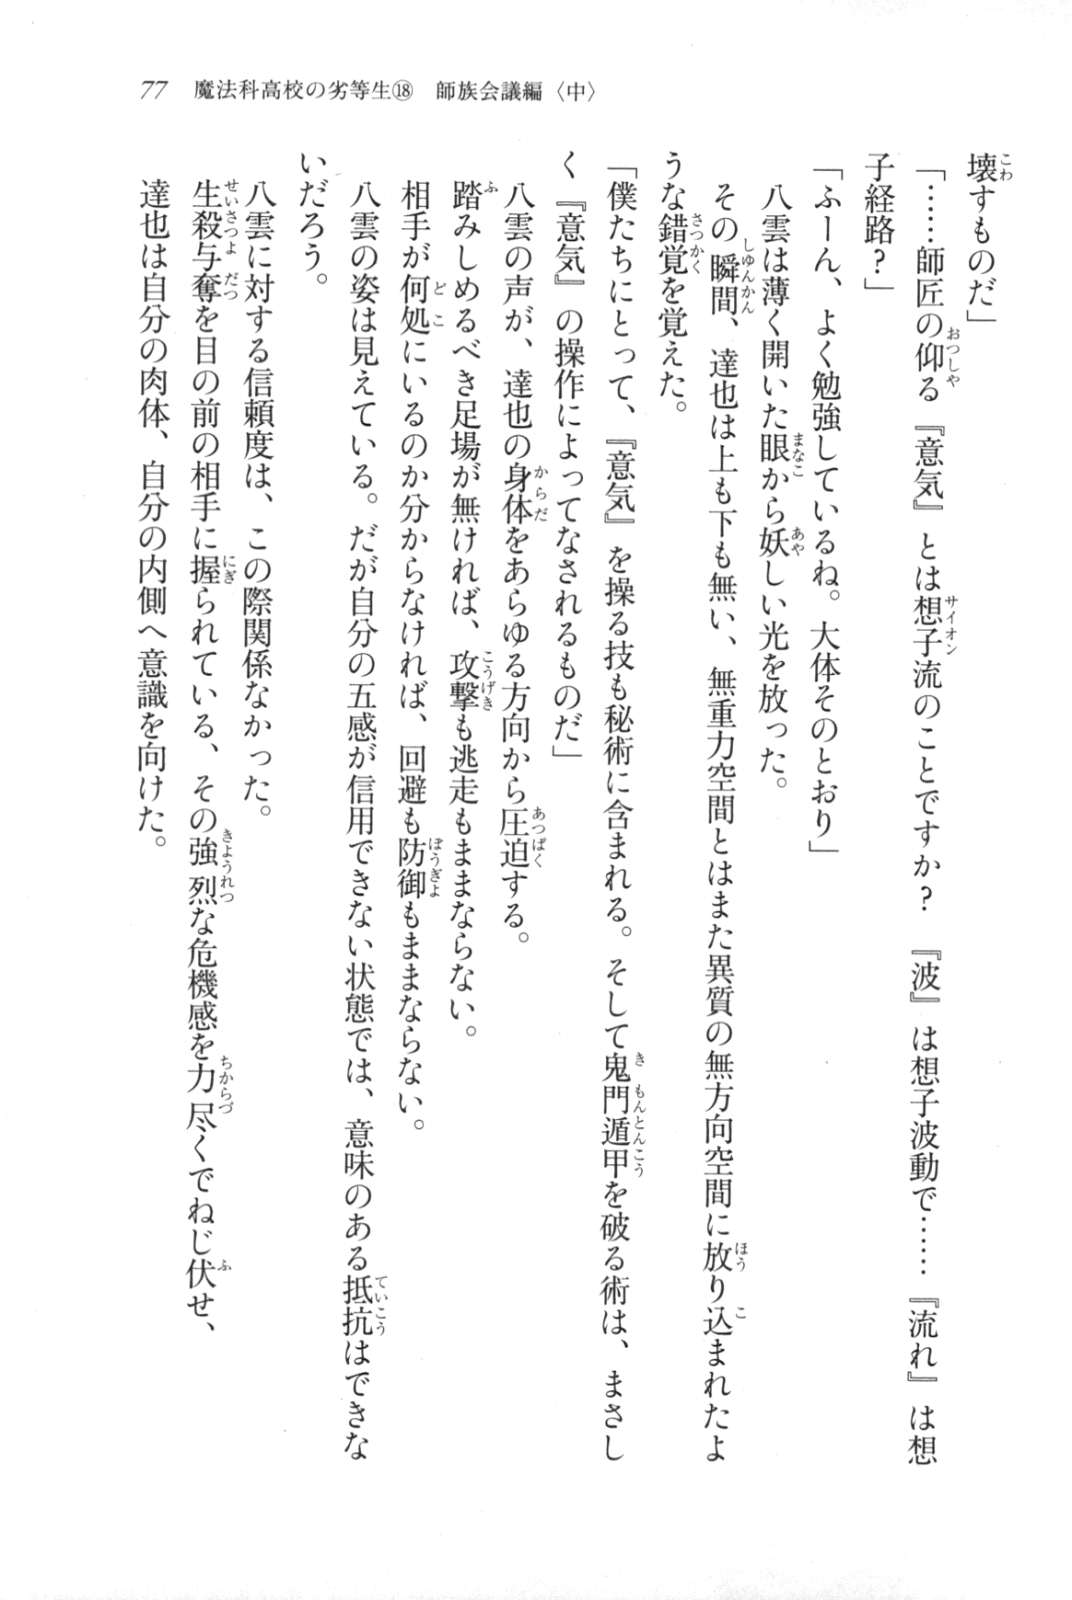 77　魔法科高校の劣等生⑱　師族会議編〈中〉
壊すものだ」
「……師匠の仰る『意気』とは想子流のことですか？　『波』は想子波動で……『流れ』は想
子経路？」
「ふーん、よく勉強しているね。大体そのとおり」
　八雲は薄く開いた眼から妖しい光を放った。
　その瞬間、達也は上も下も無い、無重力空間とはまた異質の無方向空間に放り込まれたよ
うな錯覚を覚えた。
「僕たちにとって、『意気』を操る技も秘術に含まれる。そして鬼門遁甲を破る術は、まさし
く『意気』の操作によってなされるものだ」
　八雲の声が、達也の身体をあらゆる方向から圧迫する。
　踏みしめるべき足場が無ければ、攻撃も逃走もままならない。
　相手が何処にいるのか分からなければ、回避も防御もままならない。
　八雲の姿は見えている。だが自分の五感が信用できない状態では、意味のある抵抗はできな
いだろう。
　八雲に対する信頼度は、この際関係なかった。
　生殺与奪を目の前の相手に握られている、その強烈な危機感を力尽くでねじ伏せ、
　達也は自分の肉体、自分の内側へ意識を向けた。